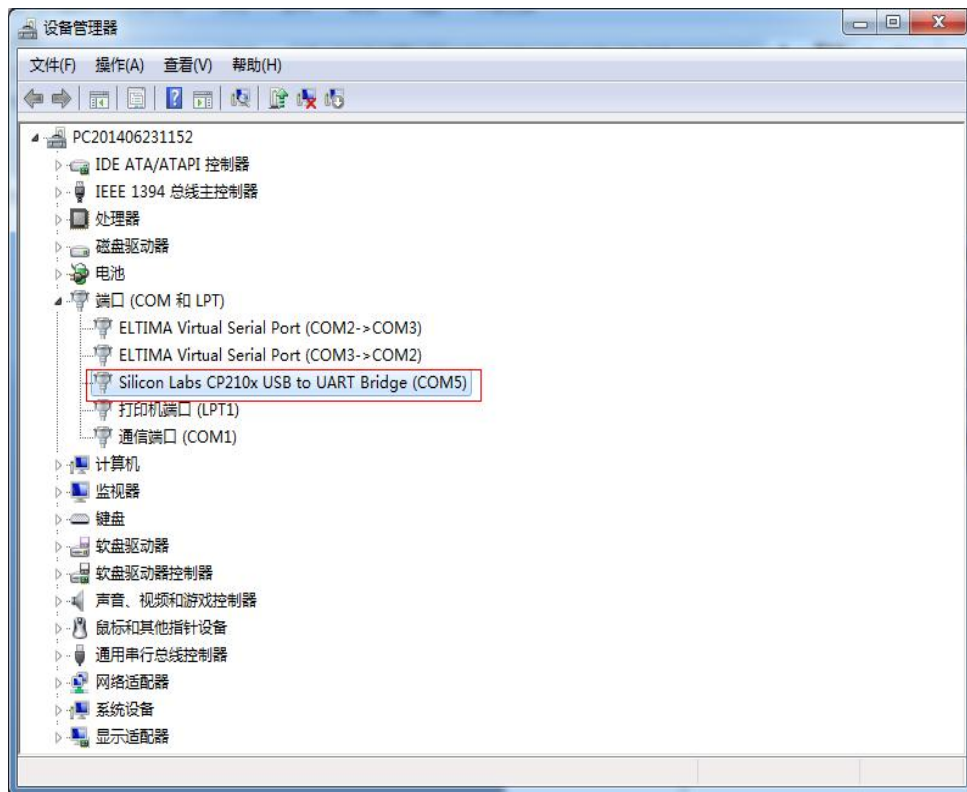 设备管理器
文件(F) 操作(A) 查看(V) 帮助(H)
PC201406231152
IDE ATA/ATAPI 控制器
IEEE 1394 总线主控制器
处理器
磁盘驱动器
电池
端口 (COM 和 LPT)
ELTIMA Virtual Serial Port (COM2->COM3)
ELTIMA Virtual Serial Port (COM3->COM2)
Silicon Labs CP210x USB to UART Bridge (COM5)
打印机端口 (LPT1)
通信端口 (COM1)
计算机
监视器
键盘
软盘驱动器
软盘驱动器控制器
声音、视频和游戏控制器
鼠标和其他指针设备
通用串行总线控制器
网络适配器
系统设备
显示适配器